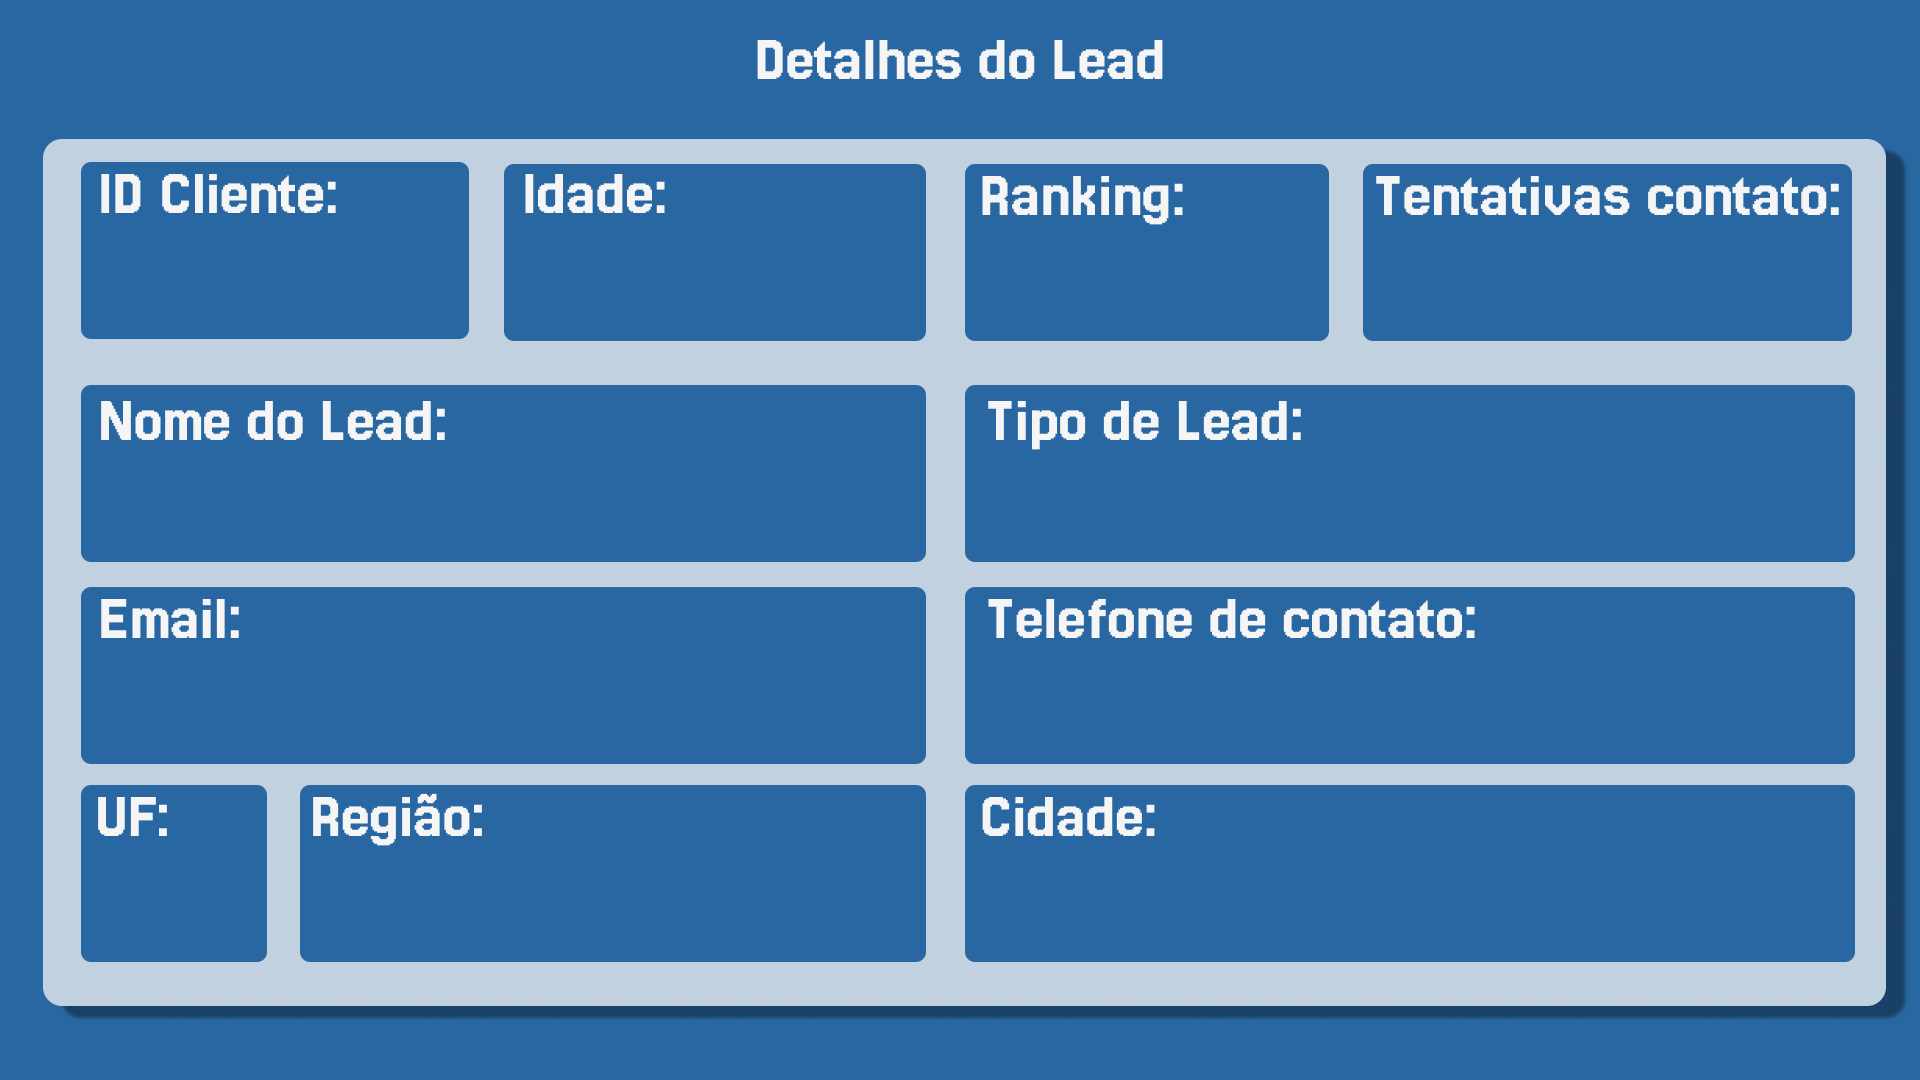 Detalhes do Lead
ID Cliente:
Idade:
Ranking:
Tentativas contato:
Nome do Lead:
Tipo de Lead:
Email:
Telefone de contato:
UF:
Região:
Cidade: